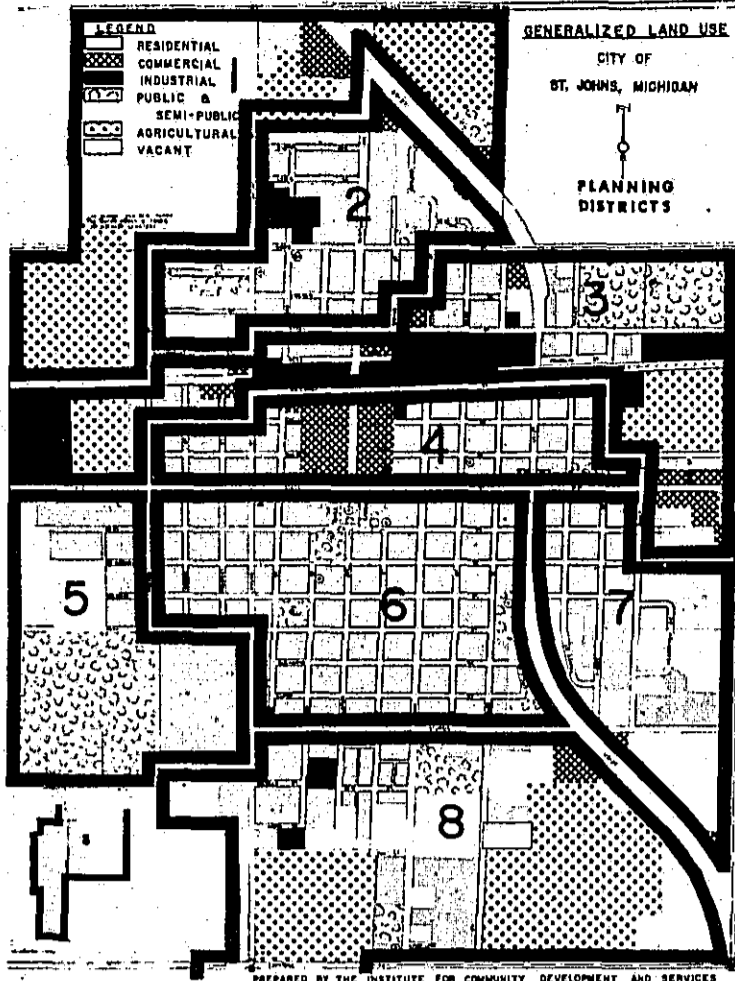 LEGEND
RESIDENTIAL
COMMERCIAL
INDUSTRIAL
PUBLIC &
SEMI-PUBLIC
AGRICULTURAL
VACANT
GENERALIZED LAND USE
CITY OF
ST. JOHNS, MICHIGAN
PLANNING
DISTRICTS
2
3
4
5
6
7
8
PREPARED BY THE INSTITUTE FOR COMMUNITY DEVELOPMENT AND SERVICES